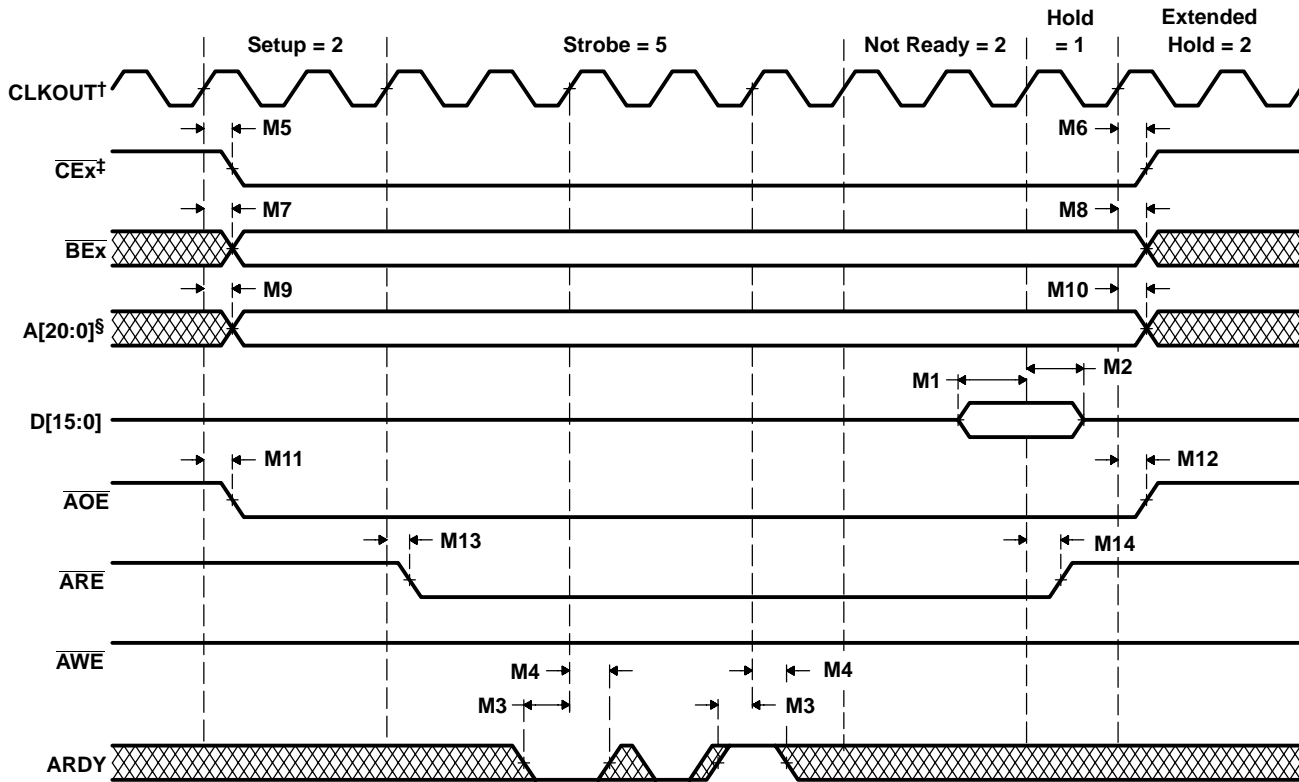 Setup = 2
Strobe = 5
Not Ready = 2
Hold
= 1
Extended
Hold = 2
CLKOUT†
M5
M6
CEx‡
M7
M8
BEx
M9
M10
A[20:0]§
M1
M2
D[15:0]
M11
M12
AOE
M13
M14
ARE
AWE
M4
M4
M3
M3
ARDY